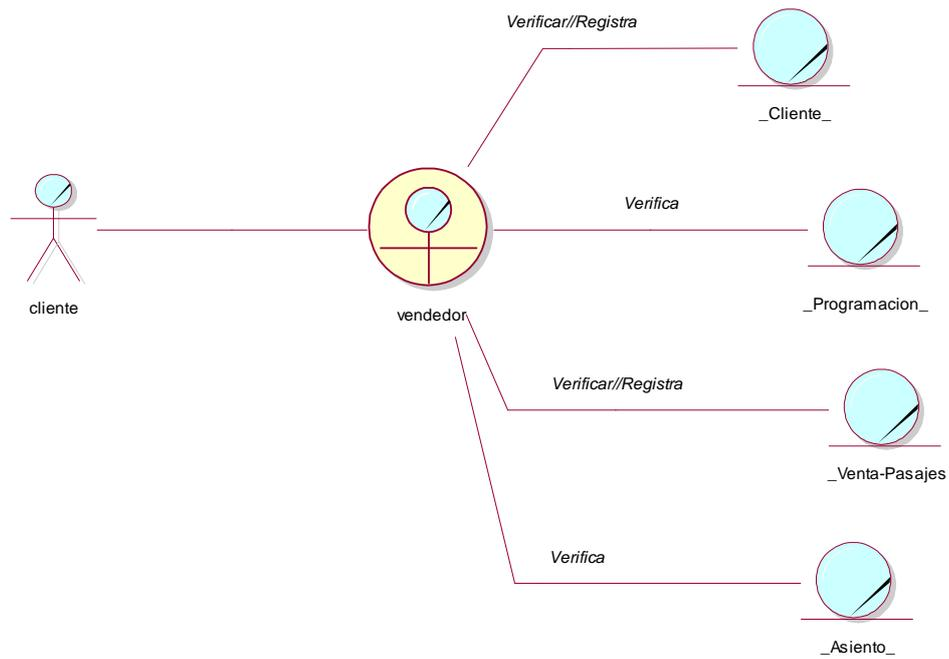 Verificar//Registra
_Cliente_
Verifica
cliente
vendedor
_Programacion_
Verificar//Registra
_Venta-Pasajes
Verifica
_Asiento_